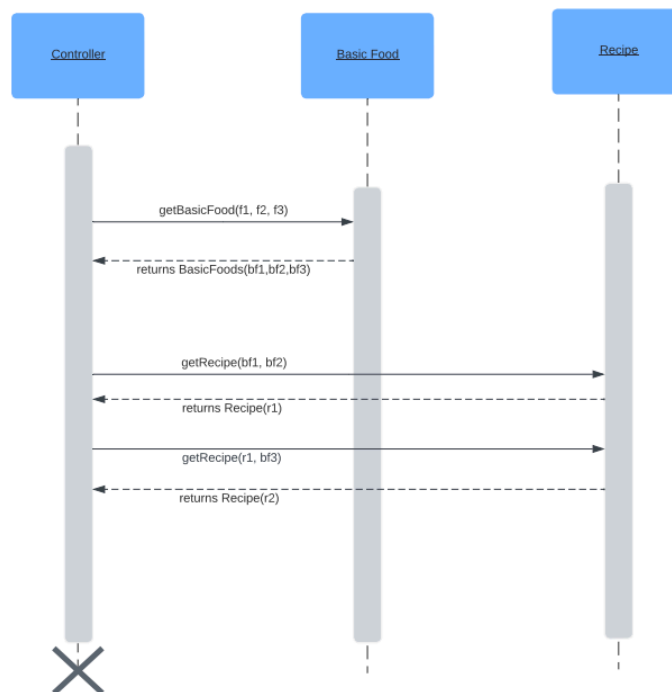 Controller
Basic Food
Recipe
getBasicFood(f1, f2, f3)
returns BasicFoods(bf1,bf2,bf3)
getRecipe(bf1, bf2)
returns Recipe(r1)
getRecipe(r1, bf3)
returns Recipe(r2)